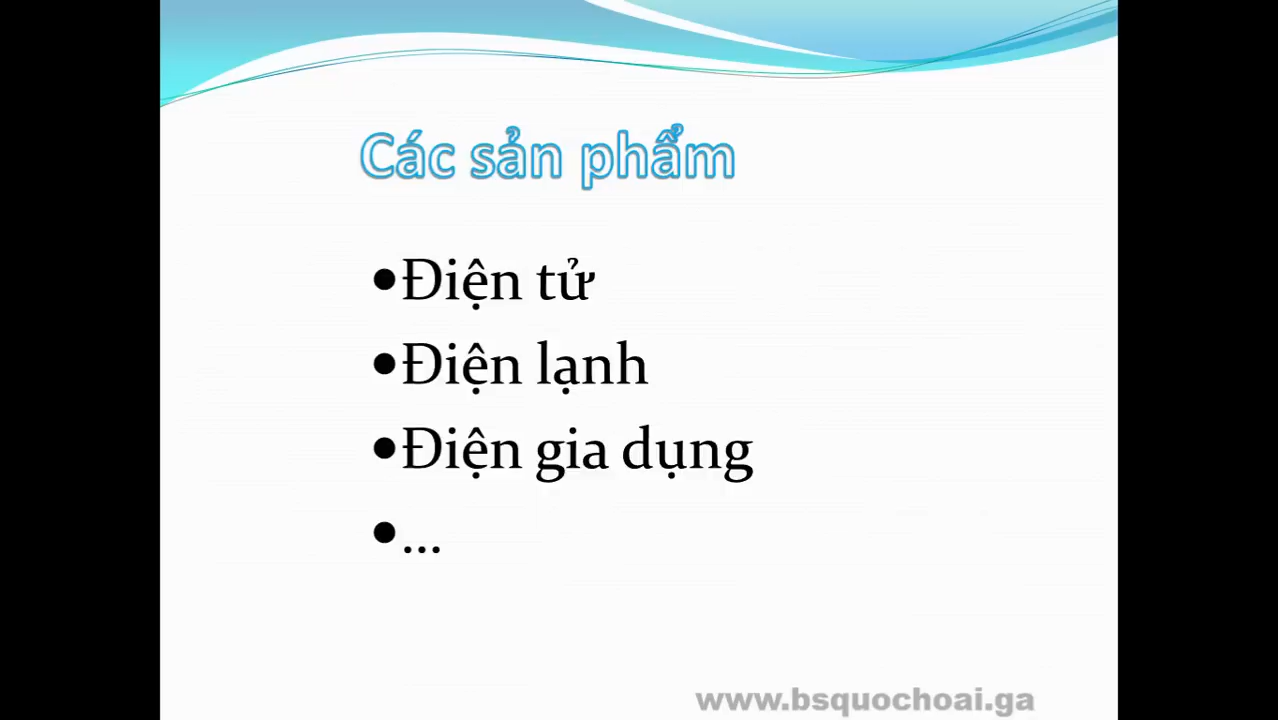 Các sản phẩm
•Điện tử
•Điện lạnh
•Điện gia dụng
•...
www.bsquochoai.ga